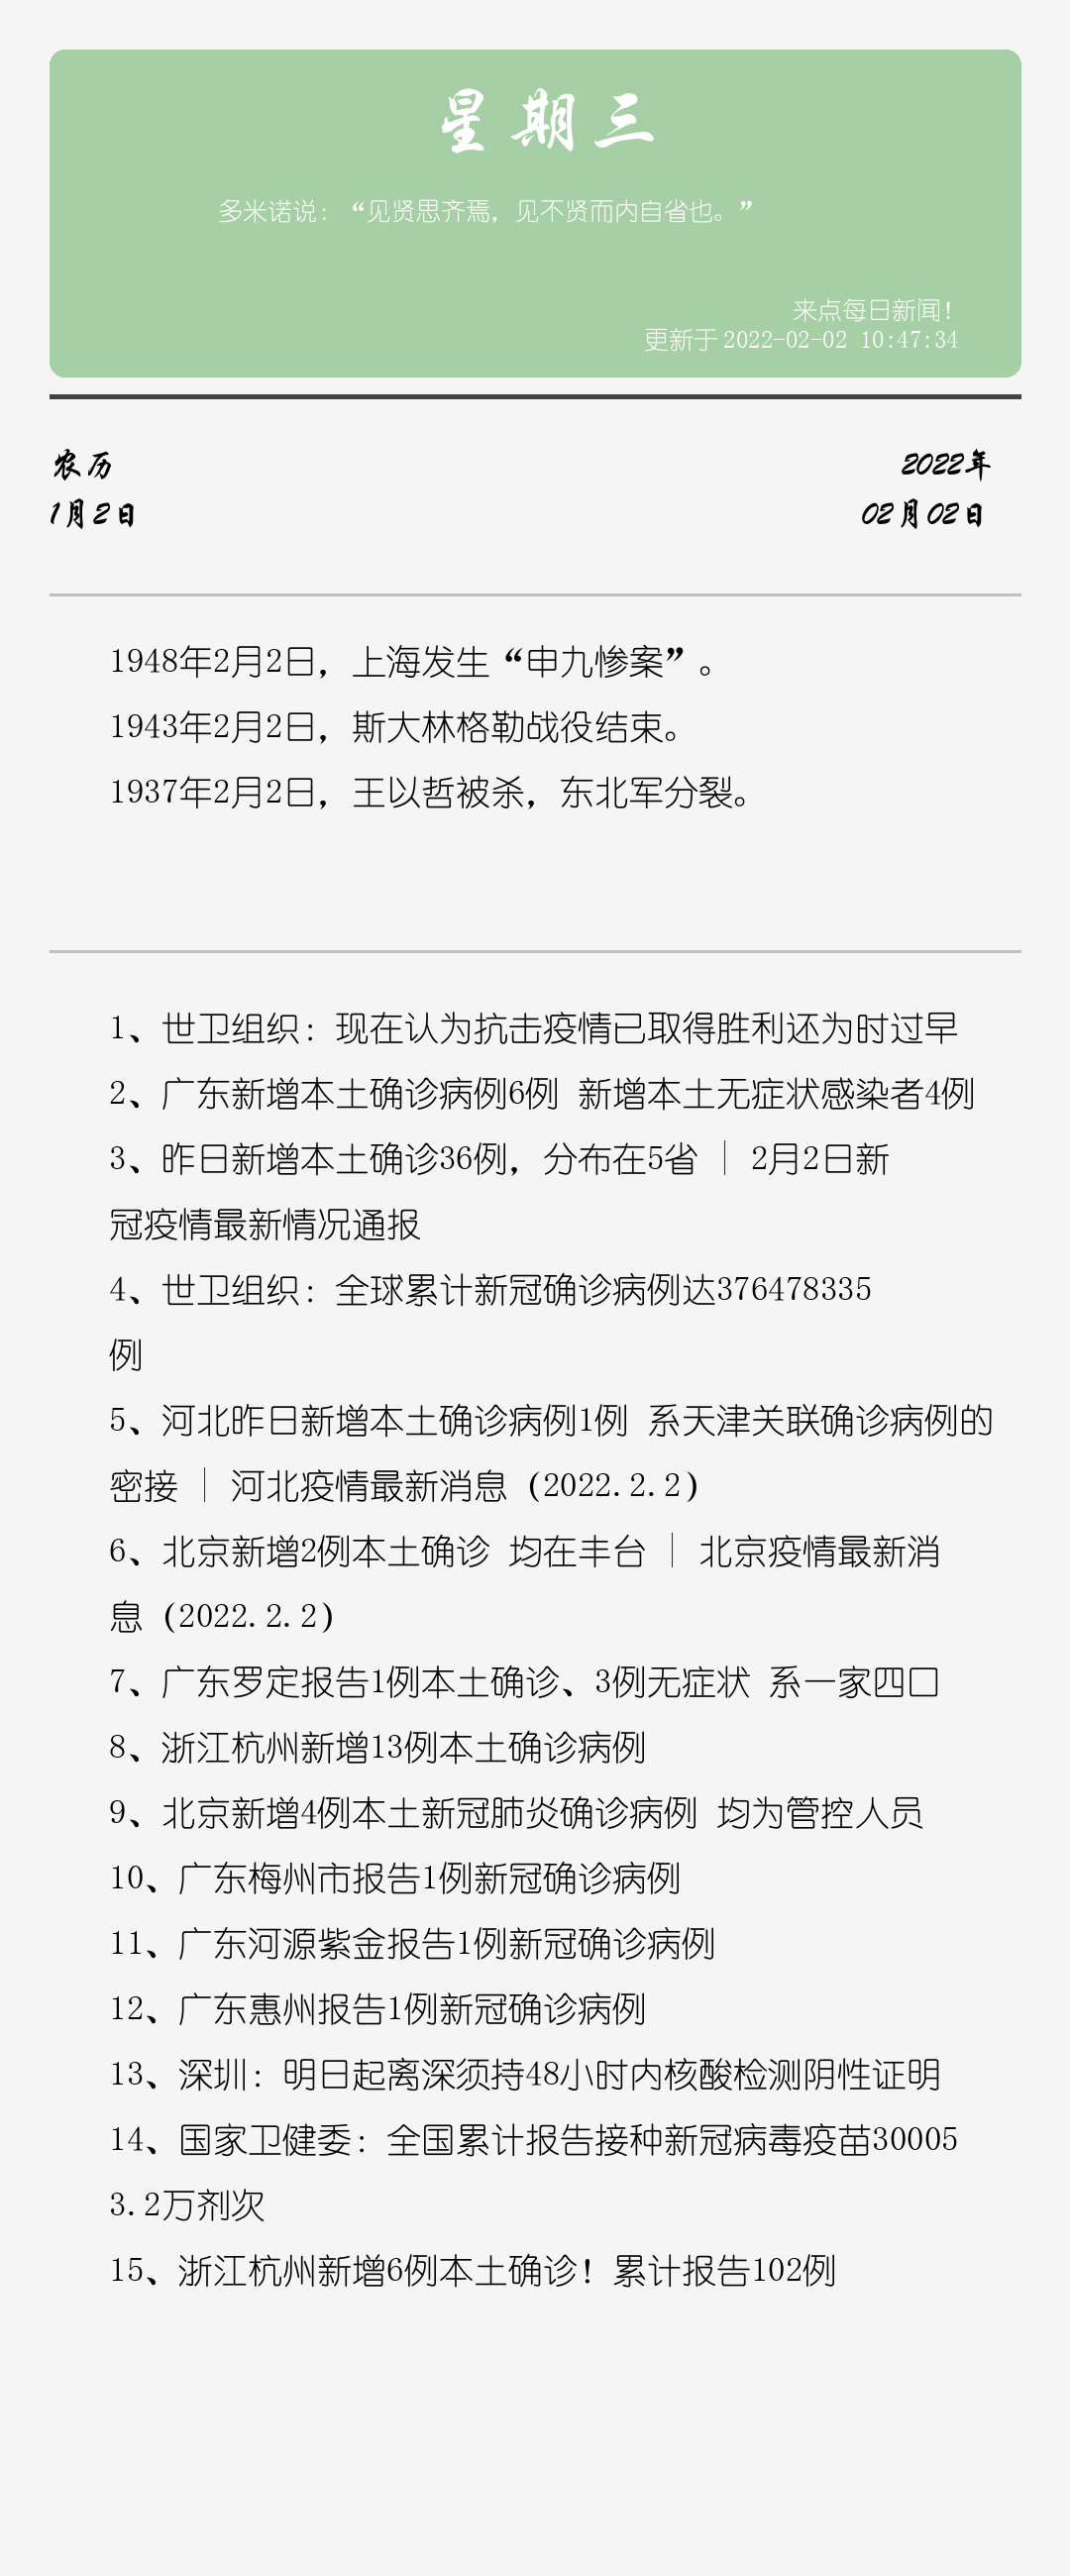 星期三
多米诺说：“见贤思齐焉，见不贤而内自省也。”
来点每日新闻！
更新于 2022-02-02 10:47:34
农历
2022年
1月2日
02月02日
1948年2月2日，上海发生“申九惨案”。
1943年2月2日，斯大林格勒战役结束。
1937年2月2日，王以哲被杀，东北军分裂。
1、世卫组织：现在认为抗击疫情已取得胜利还为时过早
2、广东新增本土确诊病例6例 新增本土无症状感染者4例
3、昨日新增本土确诊36例，分布在5省 | 2月2日新
冠疫情最新情况通报
4、世卫组织：全球累计新冠确诊病例达376478335
例
5、河北昨日新增本土确诊病例1例 系天津关联确诊病例的
密接 | 河北疫情最新消息（2022.2.2）
6、北京新增2例本土确诊 均在丰台 | 北京疫情最新消
息（2022.2.2）
7、广东罗定报告1例本土确诊、3例无症状 系一家四口
8、浙江杭州新增13例本土确诊病例
9、北京新增4例本土新冠肺炎确诊病例 均为管控人员
10、广东梅州市报告1例新冠确诊病例
11、广东河源紫金报告1例新冠确诊病例
12、广东惠州报告1例新冠确诊病例
13、深圳：明日起离深须持48小时内核酸检测阴性证明
14、国家卫健委：全国累计报告接种新冠病毒疫苗30005
3.2万剂次
15、浙江杭州新增6例本土确诊！累计报告102例